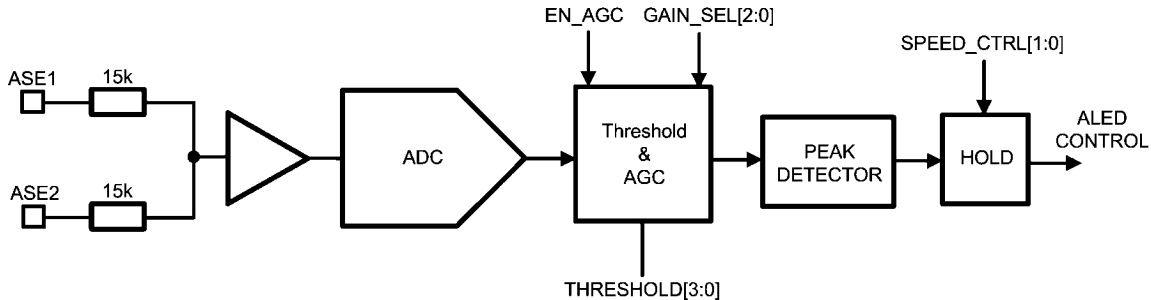 EN_AGC
GAIN_SEL[2:0]
SPEED_CTRL[1:0]
ASE1
15k
ASE2
15k
ADC
Threshold
&
AGC
PEAK
DETECTOR
HOLD
ALED
CONTROL
THRESHOLD[3:0]